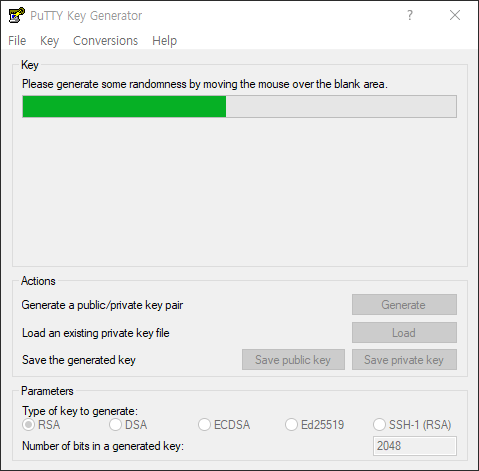 PuTTY Key Generator
?
File Key Conversions Help
Key
Please generate some randomness by moving the mouse over the blank area.
Actions
Generate a public/private key pair
Generate
Load an existing private key file
Load
Save the generated key
Save public key
Save private key
Parameters
Type of key to generate:
RSA DSA ECDSA Ed25519 SSH-1 (RSA)
Number of bits in a generated key:
2048